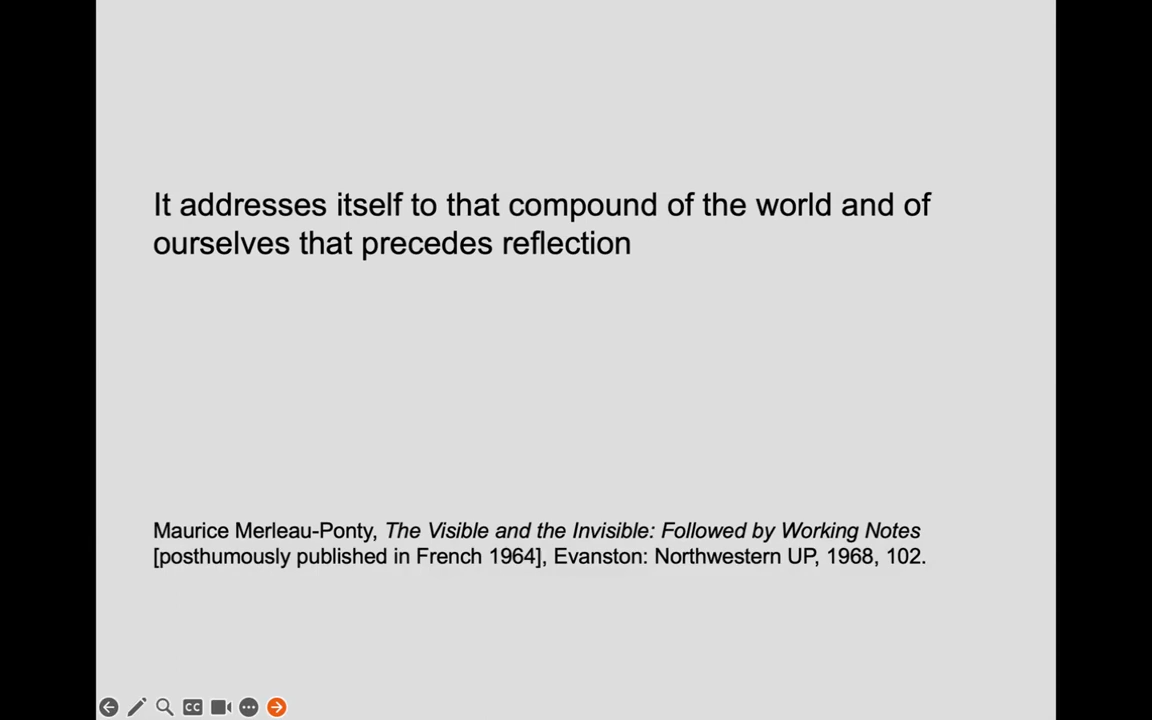 It addresses itself to that compound of the world and of
ourselves that precedes reflection
Maurice Merleau-Ponty, The Visible and the Invisible: Followed by Working Notes
[posthumously published in French 1964], Evanston: Northwestern UP, 1968, 102.
CC